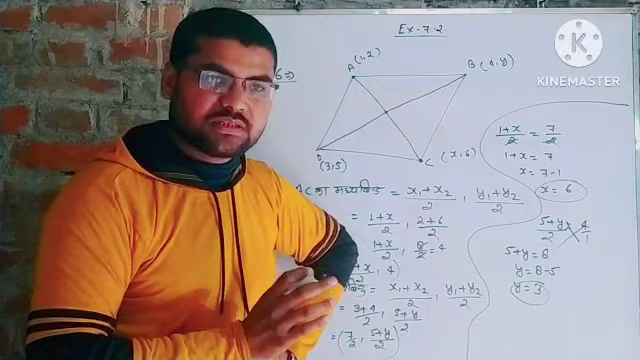 Ex-7.2
6⇒
A(1,2)
B(4,y)
D(3,5)
C(x,6)
AC का मध्यबिंदु = x₁+x₂/2, y₁+y₂/2
= 1+x/2, 2+6/2
1+x/2, 8/2=4
+x/2, 4)
= x₁+x₂/2, y₁+y₂/2
= 3+4/2, 5+y/2
=(7/2, 5+y/2)
1+x/2 = 7/2
1+x = 7
x = 7-1
x = 6
5+y/2 = 4/1
5+y = 8
y = 8-5
y = 3
K
KINEMASTER